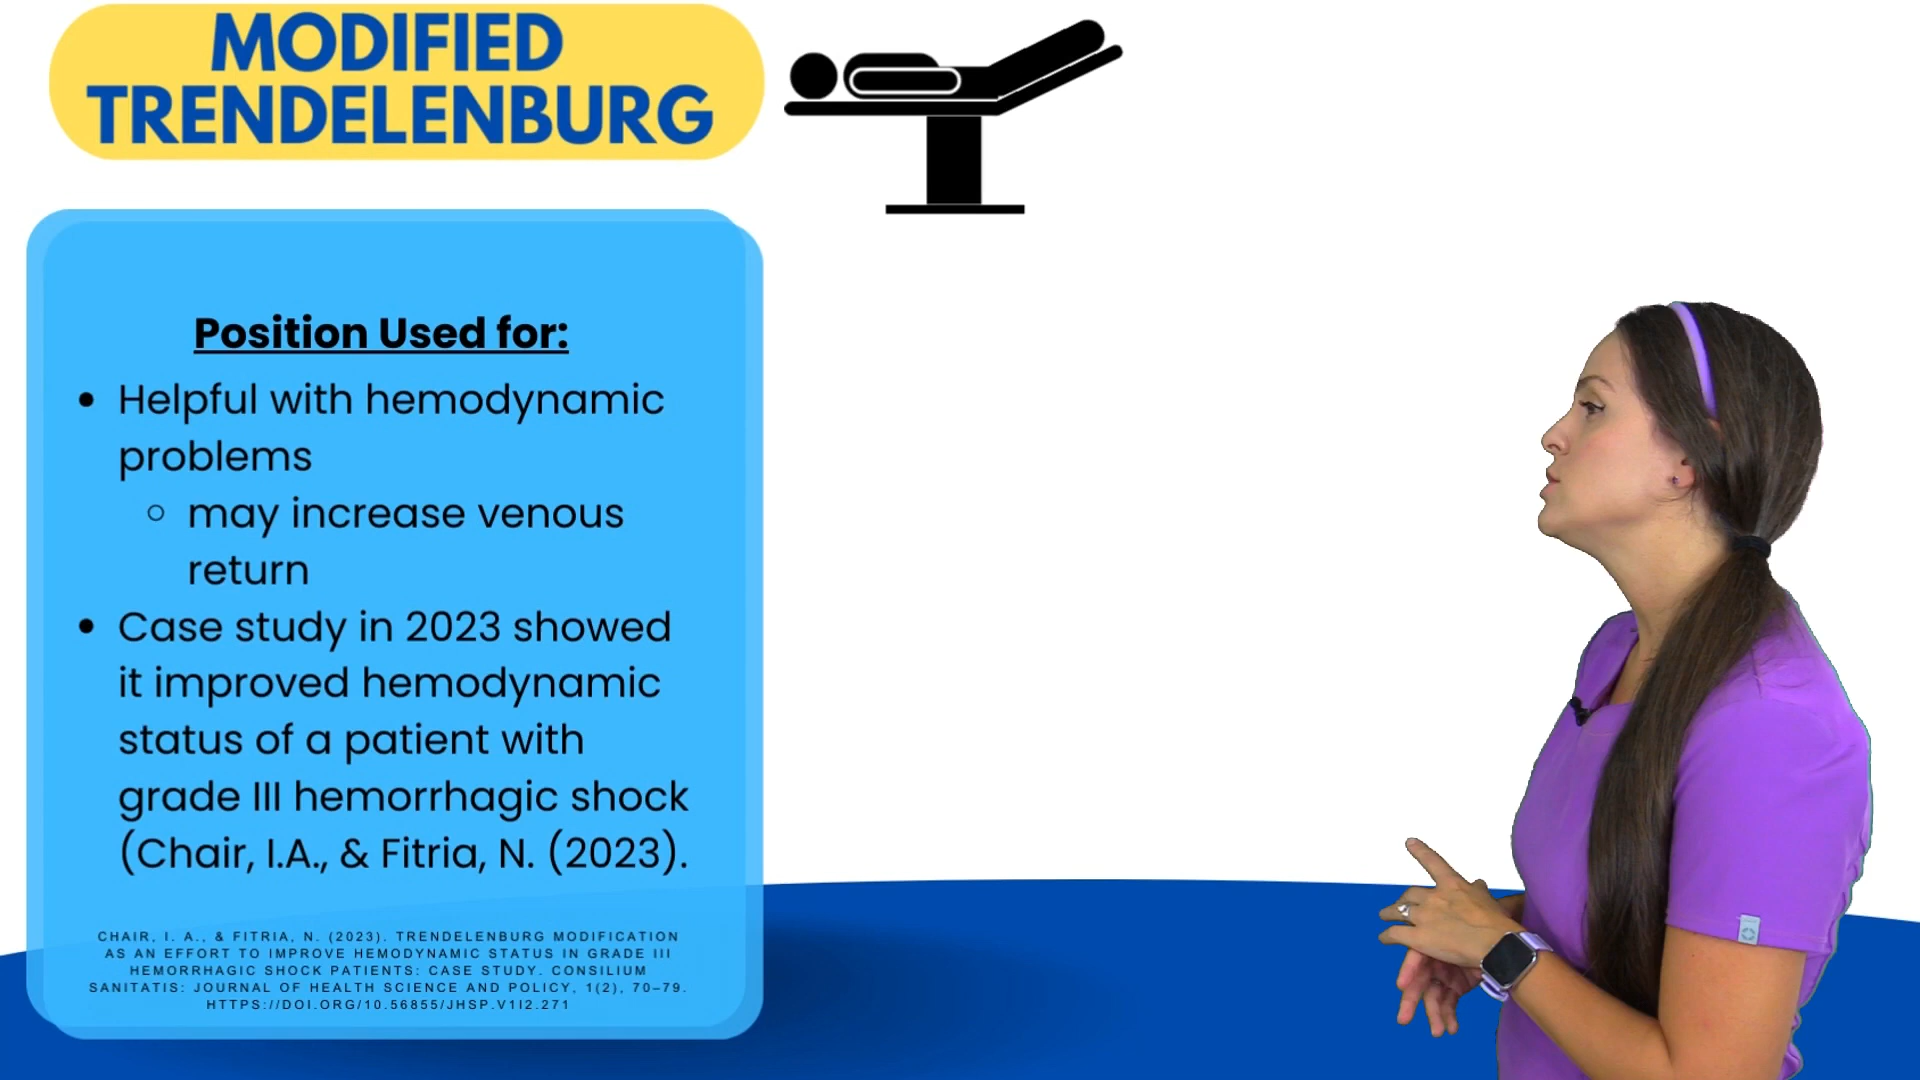 MODIFIED
TRENDELENBURG
Position Used for:
• Helpful with hemodynamic
problems
○ may increase venous
return
• Case study in 2023 showed
it improved hemodynamic
status of a patient with
grade III hemorrhagic shock
(Chair, I.A., & Fitria, N. (2023).
CHAIR, I. A., & FITRIA, N. (2023). TRENDELENBURG MODIFICATION
AS AN EFFORT TO IMPROVE HEMODYNAMIC STATUS IN GRADE III
HEMORRHAGIC SHOCK PATIENTS: CASE STUDY. CONSILIUM
SANITATIS: JOURNAL OF HEALTH SCIENCE AND POLICY, 1(2), 70–79.
HTTPS://DOI.ORG/10.56855/JHSP.V1I2.271